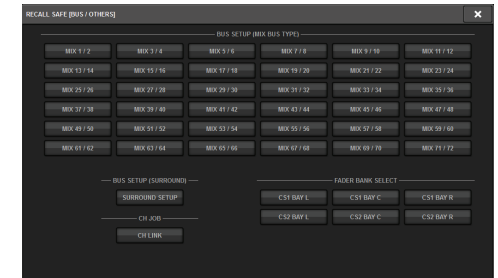 RECALL SAFE [BUS / OTHERS]
BUS SETUP (MIX BUS TYPE)
MIX 1 / 2 MIX 3 / 4 MIX 5 / 6 MIX 7 / 8 MIX 9 / 10 MIX 11 / 12
MIX 13 / 14 MIX 15 / 16 MIX 17 / 18 MIX 19 / 20 MIX 21 / 22 MIX 23 / 24
MIX 25 / 26 MIX 27 / 28 MIX 29 / 30 MIX 31 / 32 MIX 33 / 34 MIX 35 / 36
MIX 37 / 38 MIX 39 / 40 MIX 41 / 42 MIX 43 / 44 MIX 45 / 46 MIX 47 / 48
MIX 49 / 50 MIX 51 / 52 MIX 53 / 54 MIX 55 / 56 MIX 57 / 58 MIX 59 / 60
MIX 61 / 62 MIX 63 / 64 MIX 65 / 66 MIX 67 / 68 MIX 69 / 70 MIX 71 / 72
BUS SETUP (SURROUND) FADER BANK SELECT
SURROUND SETUP CS1 BAY L CS1 BAY C CS1 BAY R
CH JOB CS2 BAY L CS2 BAY C CS2 BAY R
CH LINK